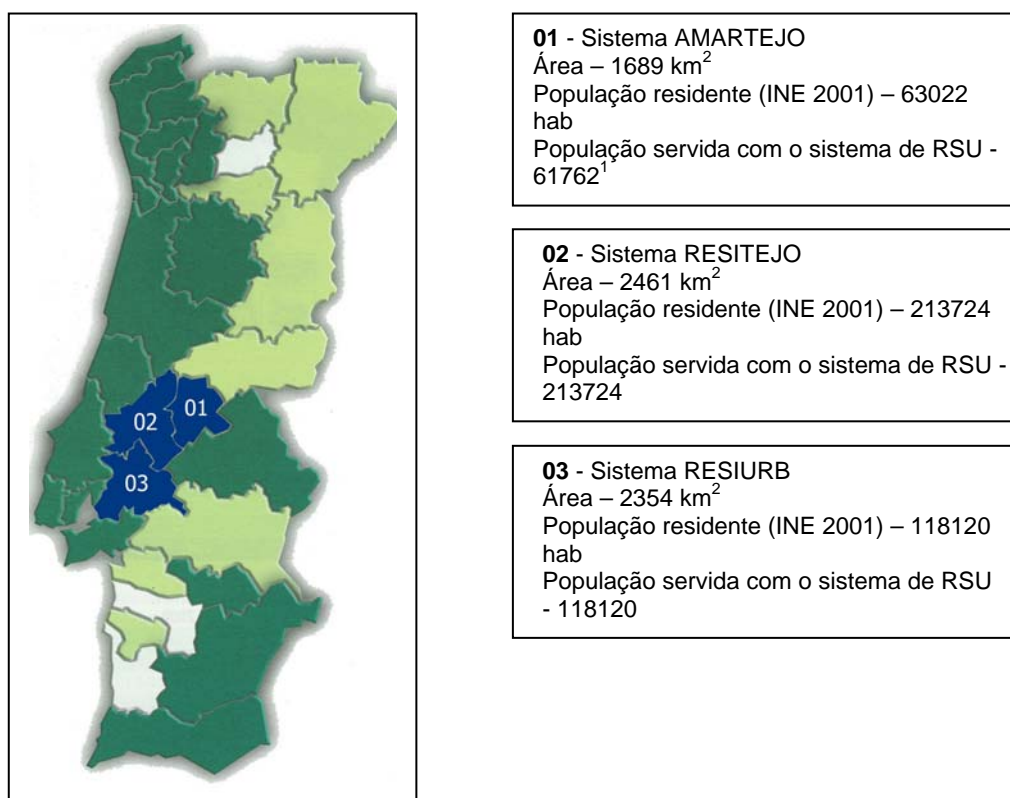 01
02
03
01 - Sistema AMARTEJO
Área – 1689 km²
População residente (INE 2001) – 63022
hab
População servida com o sistema de RSU -
61762¹
02 - Sistema RESITEJO
Área – 2461 km²
População residente (INE 2001) – 213724
hab
População servida com o sistema de RSU -
213724
03 - Sistema RESIURB
Área – 2354 km²
População residente (INE 2001) – 118120
hab
População servida com o sistema de RSU
- 118120